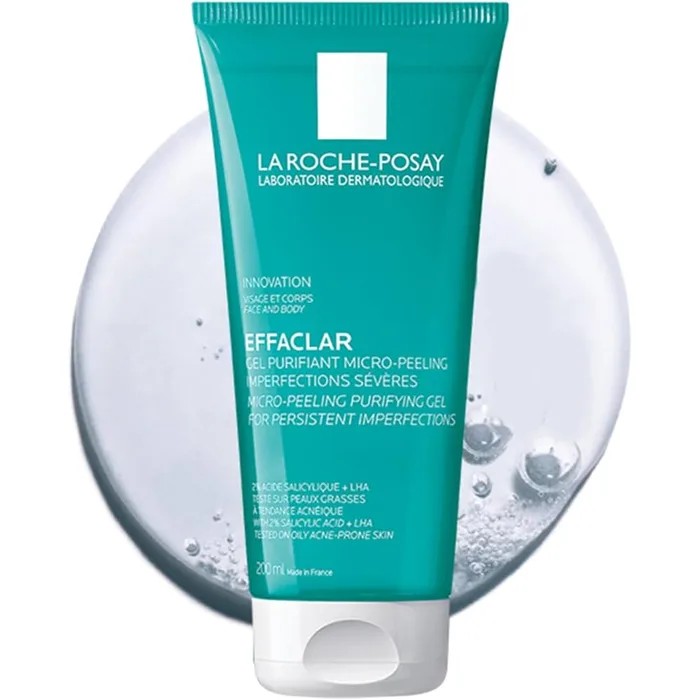 LA ROCHE-POSAY
LABORATOIRE DERMATOLOGIQUE
INNOVATION
VISAGE ET CORPS
FACE AND BODY
EFFACLAR
GEL PURIFIANT MICRO-PEELING
IMPERFECTIONS SÉVÈRES
MICRO-PEELING PURIFYING GEL
FOR PERSISTENT IMPERFECTIONS
2% ACIDE SALICYLIQUE + LHA
TESTÉ SUR PEAUX GRASSES
À TENDANCE ACNÉIQUE
WITH 2% SALICYLIC ACID + LHA
TESTED ON OILY ACNE-PRONE SKIN
200 ml Made in France